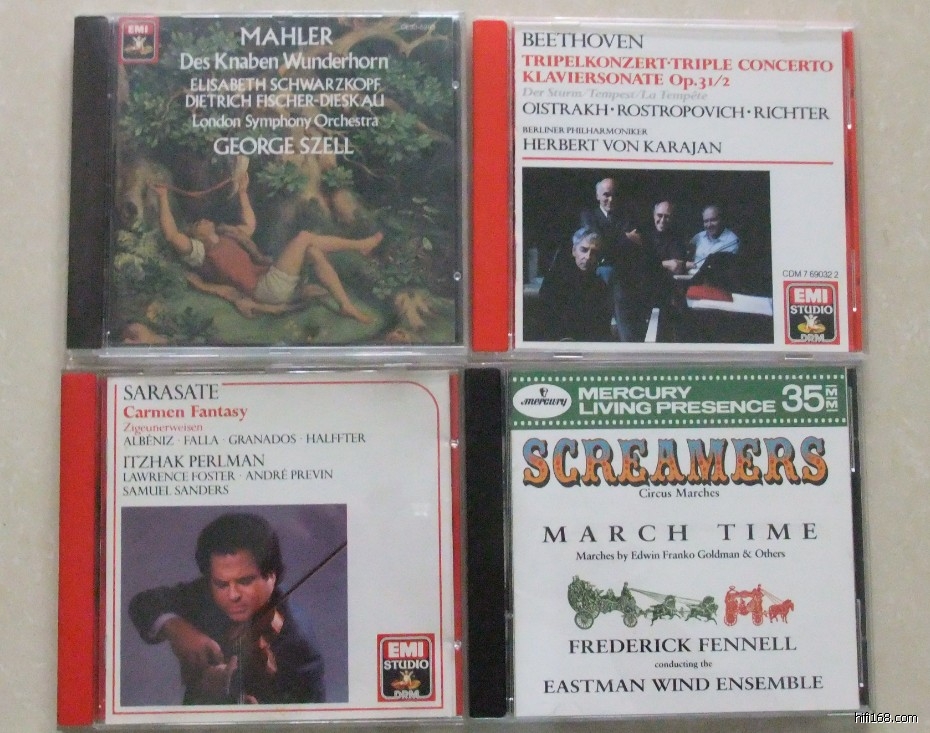 EMI
MAHLER
Des Knaben Wunderhorn
ELISABETH SCHWARZKOPF
DIETRICH FISCHER-DIESKAU
London Symphony Orchestra
GEORGE SZELL
BEETHOVEN
TRIPELKONZERT·TRIPLE CONCERTO
KLAVIERSONATE Op.31/2
Der Sturm/Tempest/La Tempête
OISTRAKH·ROSTROPOVICH·RICHTER
BERLINER PHILHARMONIKER
HERBERT VON KARAJAN
CDM 7 69032 2
EMI
STUDIO
DRM
SARASATE
Carmen Fantasy
Zigeunerweisen
ALBÉNIZ · FALLA · GRANADOS · HALFFTER
ITZHAK PERLMAN
LAWRENCE FOSTER · ANDRÉ PREVIN
SAMUEL SANDERS
EMI
STUDIO
DRM
mercury
MERCURY
LIVING PRESENCE 35MM
SCREAMERS
Circus Marches
MARCH TIME
Marches by Edwin Franko Goldman & Others
FREDERICK FENNELL
conducting the
EASTMAN WIND ENSEMBLE
hifi168.com